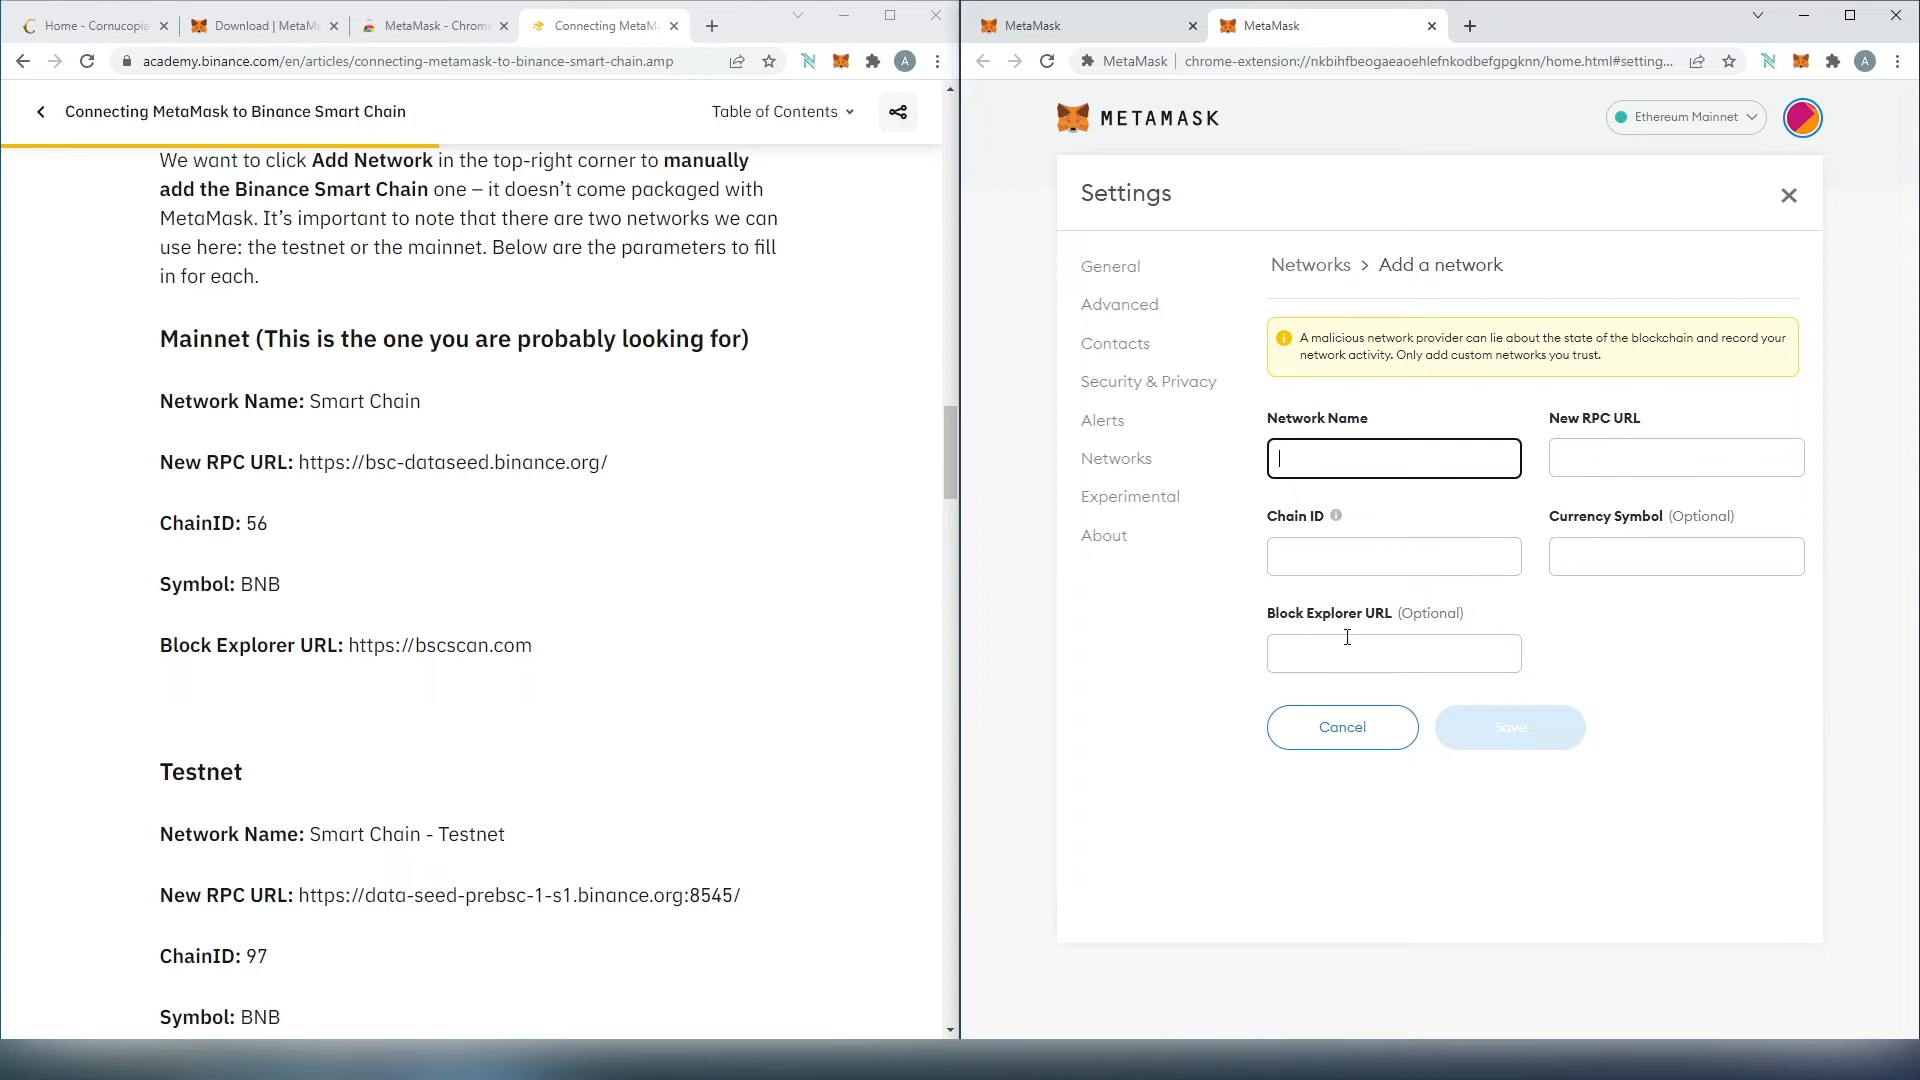 Home - Cornucopia
Download | MetaMa
MetaMask - Chrom
Connecting MetaM
academy.binance.com/en/articles/connecting-metamask-to-binance-smart-chain.amp
A
Connecting MetaMask to Binance Smart Chain
Table of Contents
We want to click Add Network in the top-right corner to manually
add the Binance Smart Chain one – it doesn’t come packaged with
MetaMask. It’s important to note that there are two networks we can
use here: the testnet or the mainnet. Below are the parameters to fill
in for each.
Mainnet (This is the one you are probably looking for)
Network Name: Smart Chain
New RPC URL: https://bsc-dataseed.binance.org/
ChainID: 56
Symbol: BNB
Block Explorer URL: https://bscscan.com
Testnet
Network Name: Smart Chain - Testnet
New RPC URL: https://data-seed-prebsc-1-s1.binance.org:8545/
ChainID: 97
Symbol: BNB
MetaMask
MetaMask
MetaMask
chrome-extension://nkbihfbeogaeaoehlefnkodbefgpgknn/home.html#setting...
A
METAMASK
Ethereum Mainnet
Settings
General
Advanced
Contacts
Security & Privacy
Alerts
Networks
Experimental
About
Networks > Add a network
A malicious network provider can lie about the state of the blockchain and record your
network activity. Only add custom networks you trust.
Network Name
New RPC URL
Chain ID
Currency Symbol (Optional)
Block Explorer URL (Optional)
Cancel
Save